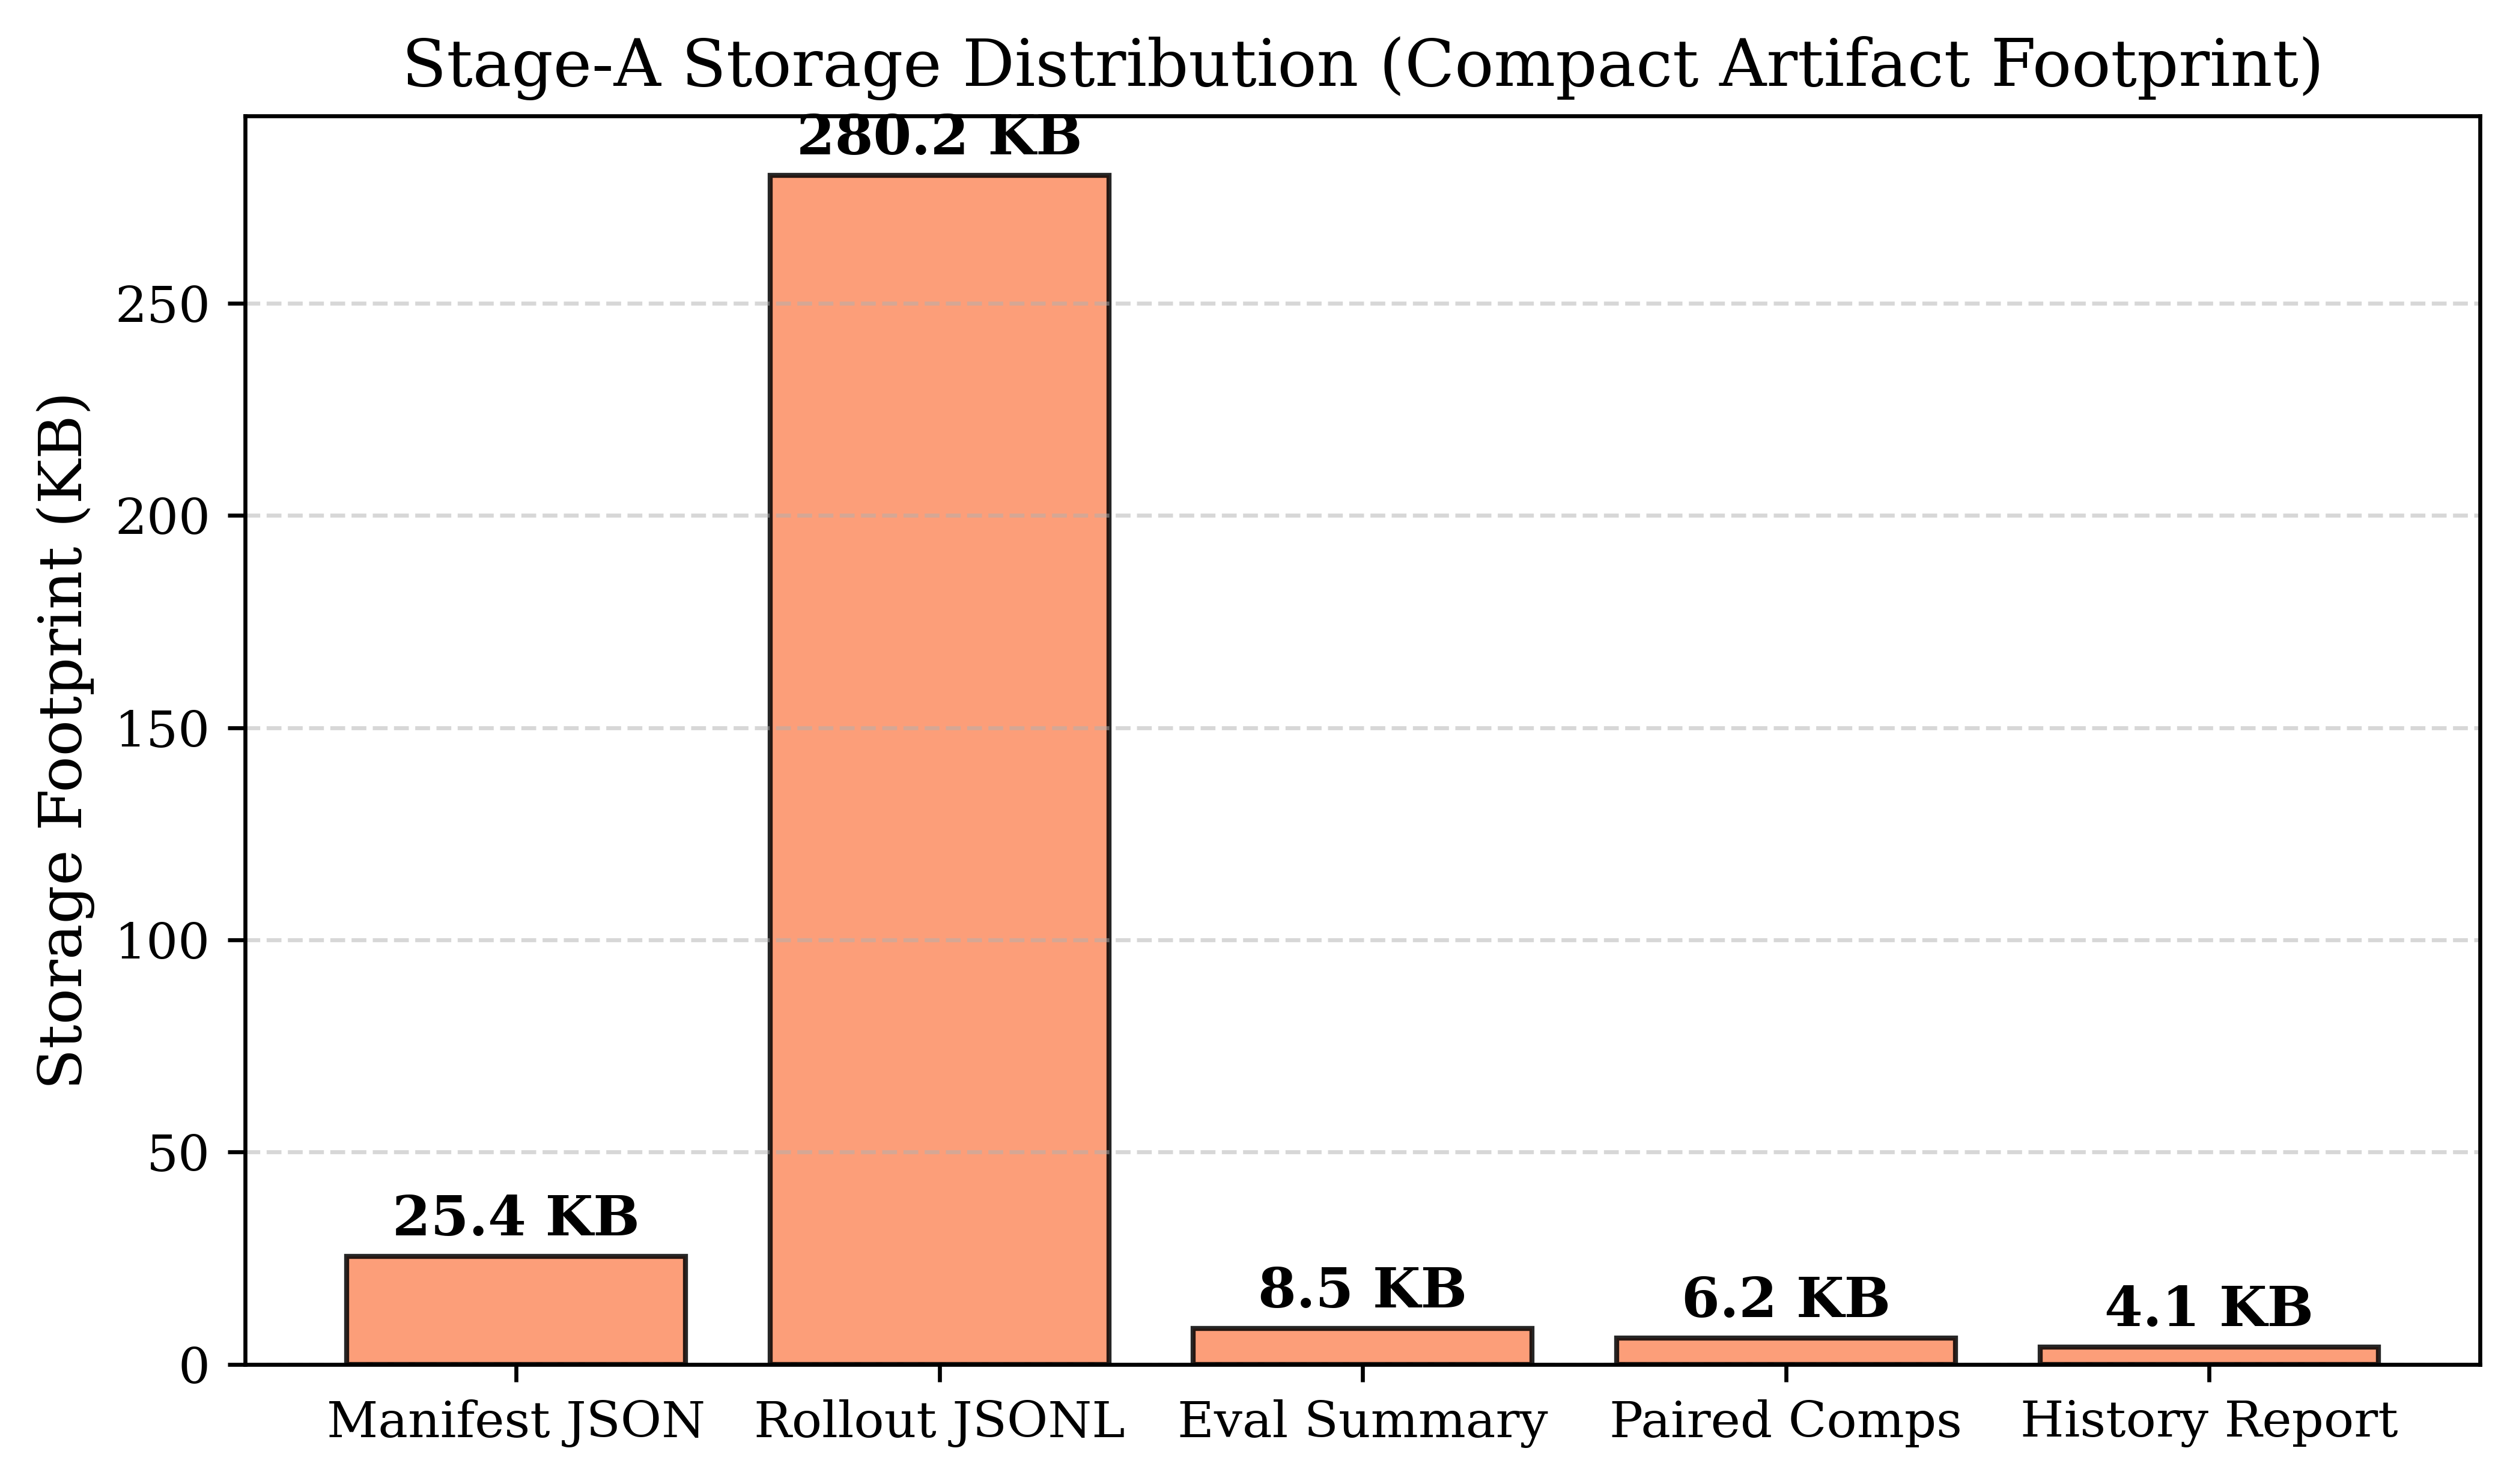 Stage-A Storage Distribution (Compact Artifact Footprint)
280.2 KB
Storage Footprint (KB)
250
200
150
100
50
0
25.4 KB
8.5 KB
6.2 KB
4.1 KB
Manifest JSON
Rollout JSONL
Eval Summary
Paired Comps
History Report